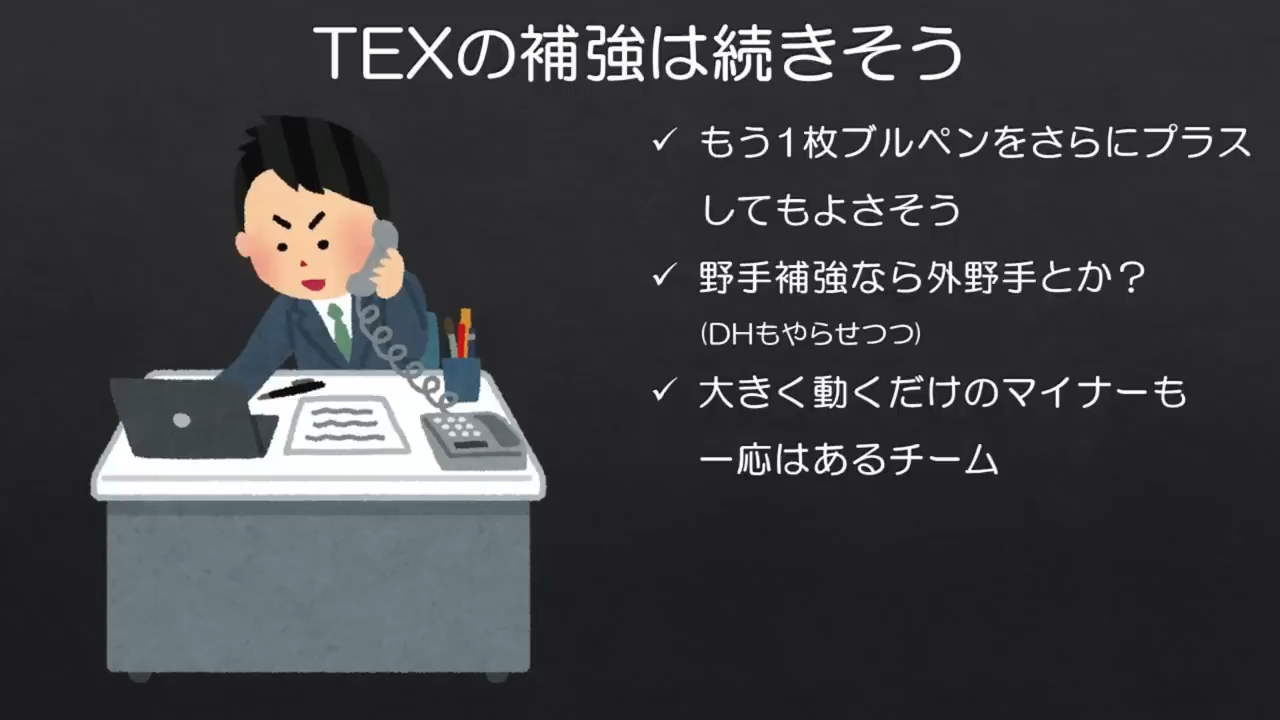 TEXの補強は続きそう
✓ もう1枚ブルペンをさらにプラス
してもよさそう
✓ 野手補強なら外野手とか？
(DHもやらせつつ)
✓ 大きく動くだけのマイナーも
一応はあるチーム